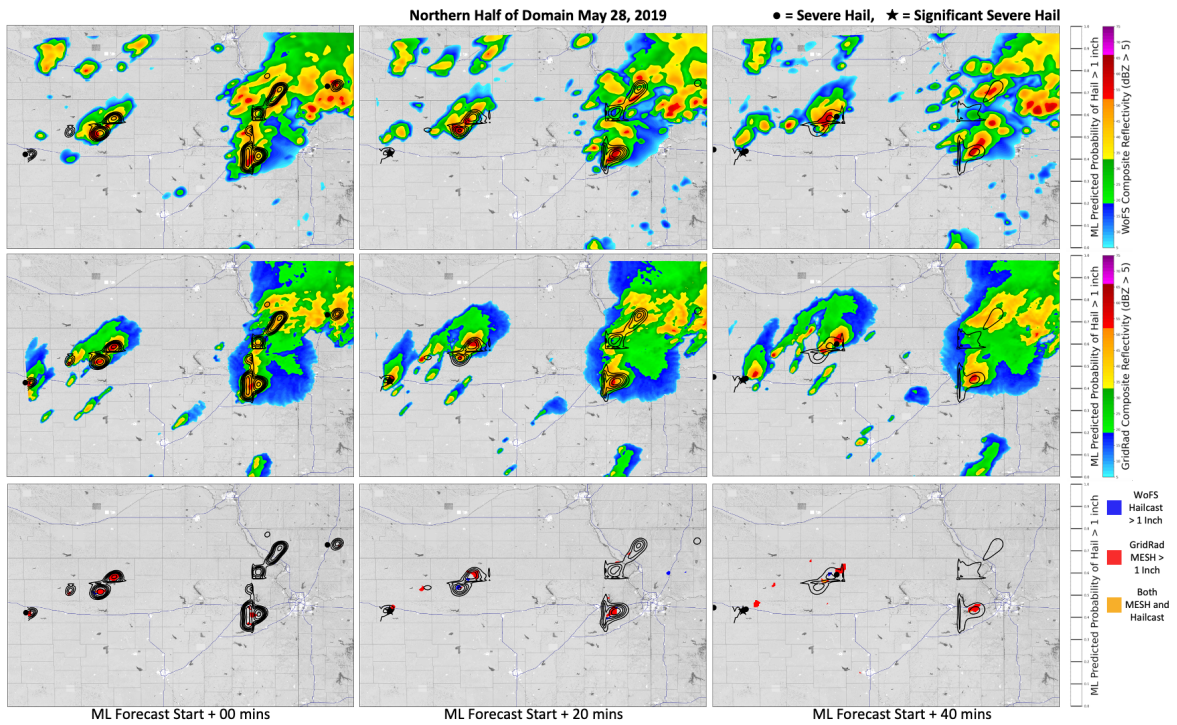 Northern Half of Domain May 28, 2019
● = Severe Hail, ★ = Significant Severe Hail
ML Predicted Probability of Hail > 1 inch
WoFS Composite Reflectivity (dBZ > 5)
ML Predicted Probability of Hail > 1 inch
GridRad Composite Reflectivity (dBZ > 5)
ML Predicted Probability of Hail > 1 inch
WoFS
Hailcast
> 1 Inch
GridRad
MESH >
1 Inch
Both
MESH and
Hailcast
ML Forecast Start + 00 mins
ML Forecast Start + 20 mins
ML Forecast Start + 40 mins